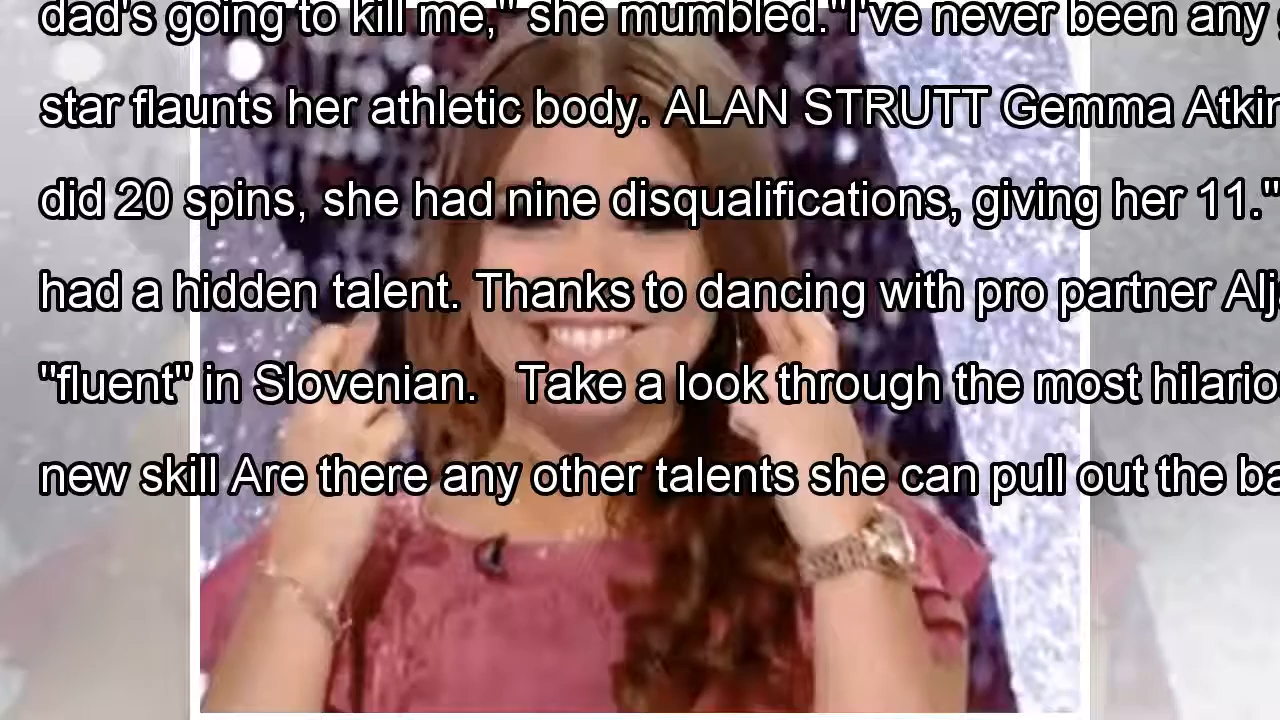 dad's going to kill me," she mumbled."I've never been any
star flaunts her athletic body. ALAN STRUTT Gemma
did 20 spins, she had nine disqualifications, giving her 11."
had a hidden talent. Thanks to dancing with pro partner
"fluent" in Slovenian. Take a look through the most
new skill Are there any other talents she can pull out the